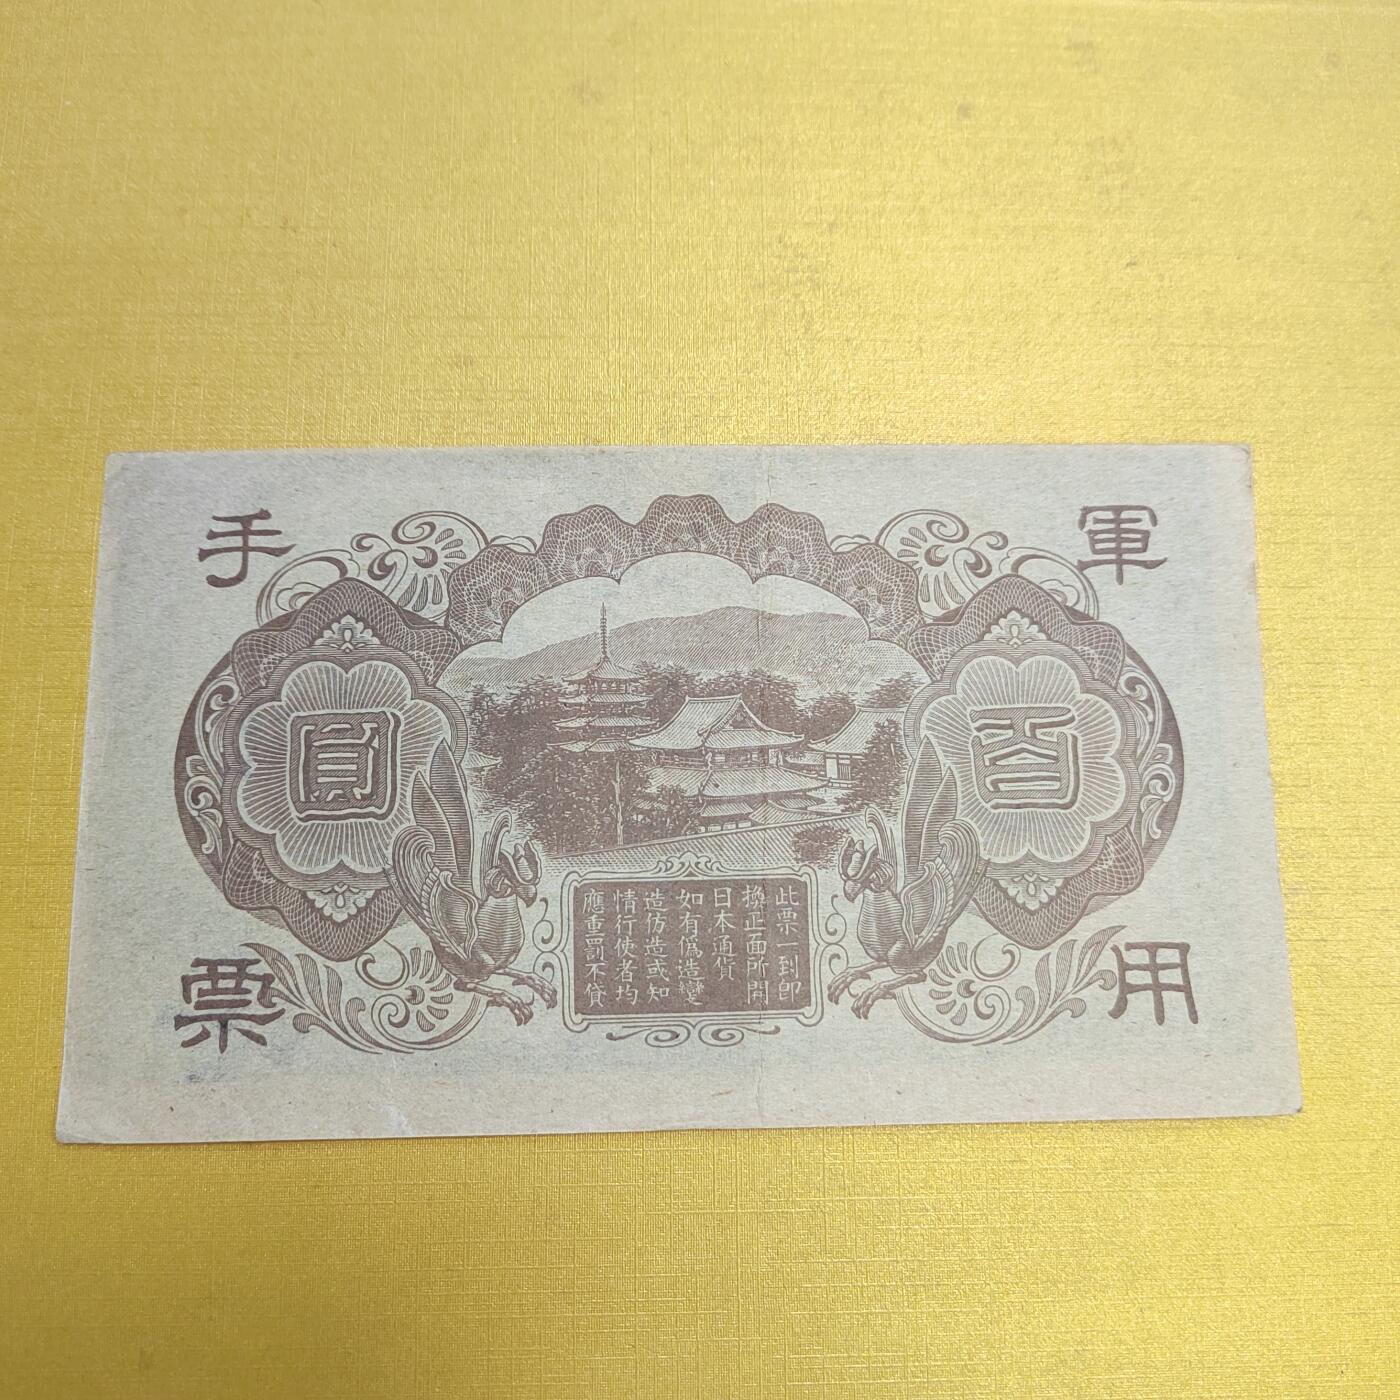 軍用
手票
百
圓
此票一到即
換正面所開
日本通貨
如有偽造變
造仿造或知
情行使者均
應重罰不貸